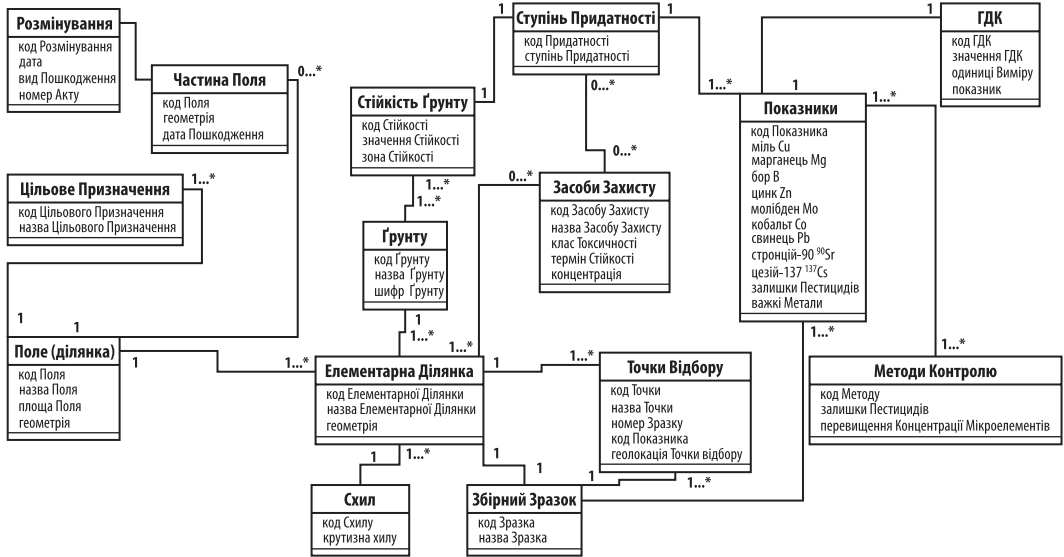 Розмінування
код Розмінування
дата
вид Пошкодження
номер Акту
Частина Поля
код Поля
геометрія
дата Пошкодження
0...*
Цільове Призначення
код Цільового Призначення
назва Цільового Призначення
1...*
1
1
Поле (ділянка)
код Поля
назва Поля
площа Поля
геометрія
1
1...*
Ступінь Придатності
код Придатності
ступінь Придатності
1
1
0...*
1...*
Стійкість Ґрунту
код Стійкості
значення Стійкості
зона Стійкості
1
1...*
1...*
Ґрунту
код Ґрунту
назва Ґрунту
шифр Ґрунту
1
1...*
0...*
0...*
Засоби Захисту
код Засобу Захисту
назва Засобу Захисту
клас Токсичності
термін Стійкості
концентрація
1...*
ГДК
код ГДК
значення ГДК
одиниці Виміру
показник
1
1
Показники
код Показника
міль Cu
марганець Mg
бор В
цинк Zn
молібден Mo
кобальт Co
свинець Pb
стронцій-90 ⁹⁰Sr
цезій-137 ¹³⁷Cs
залишки Пестицидів
важкі Метали
1...*
1...*
1...*
Методи Контролю
код Методу
залишки Пестицидів
перевищення Концентрації Мікроелементів
Елементарна Ділянка
код Елементарної Ділянки
назва Елементарної Ділянки
геометрія
1
1...*
Точки Відбору
код Точки
назва Точки
номер Зразку
код Показника
геолокація Точки відбору
1
1...*
1
1
1...*
Схил
код Схилу
крутизна хилу
Збірний Зразок
код Зразка
назва Зразка